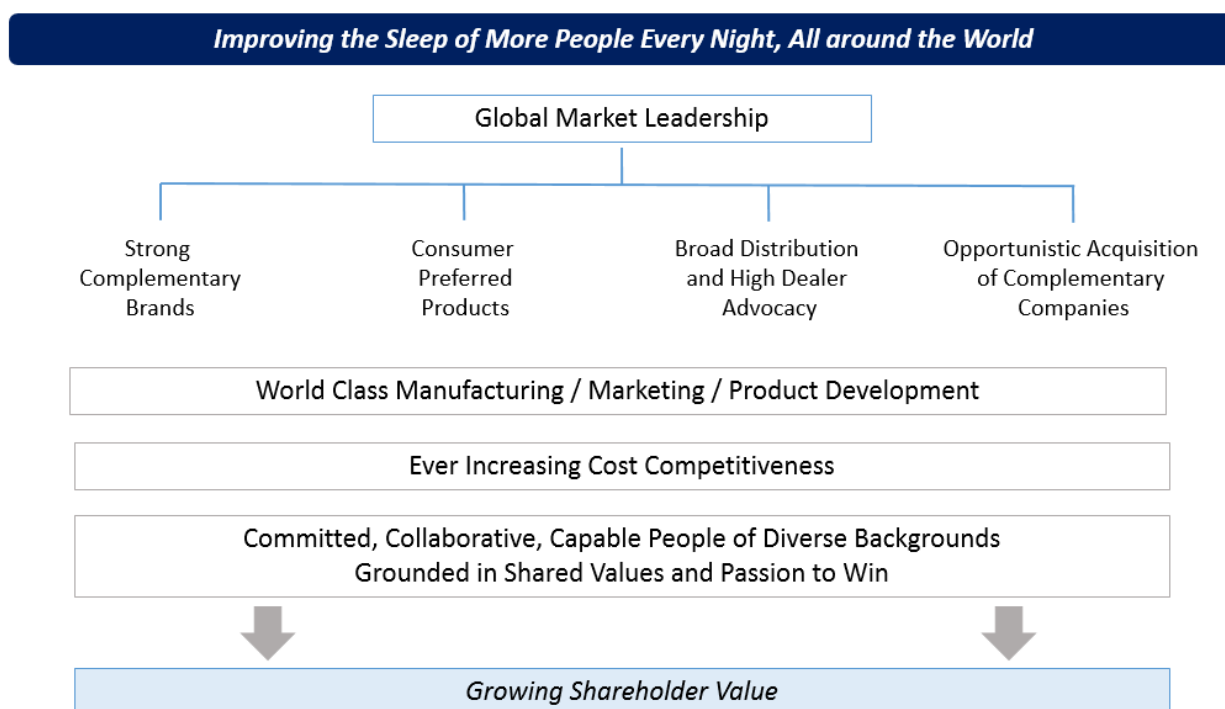 Improving the Sleep of More People Every Night, All around the World
Global Market Leadership
Strong
Complementary
Brands
Consumer
Preferred
Products
Broad Distribution
and High Dealer
Advocacy
Opportunistic Acquisition
of Complementary
Companies
World Class Manufacturing / Marketing / Product Development
Ever Increasing Cost Competitiveness
Committed, Collaborative, Capable People of Diverse Backgrounds
Grounded in Shared Values and Passion to Win
Growing Shareholder Value